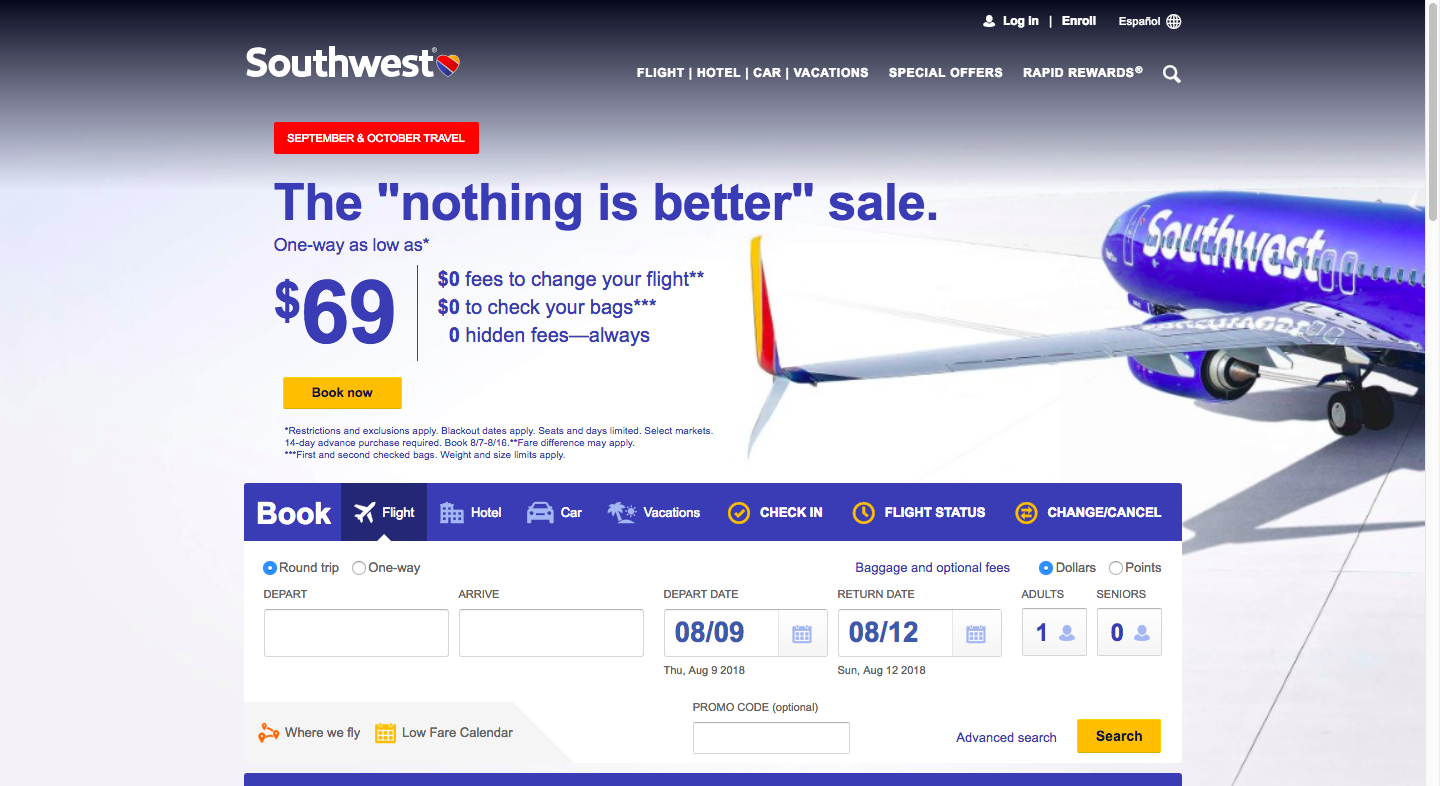 Log In | Enroll Español
Southwest®
FLIGHT | HOTEL | CAR | VACATIONS SPECIAL OFFERS RAPID REWARDS®
SEPTEMBER & OCTOBER TRAVEL
The "nothing is better" sale.
One-way as low as*
$69
$0 fees to change your flight**
$0 to check your bags***
0 hidden fees—always
Southwest
Book now
*Restrictions and exclusions apply. Blackout dates apply. Seats and days limited. Select markets.
14-day advance purchase required. Book 8/7-8/16.**Fare difference may apply.
***First and second checked bags. Weight and size limits apply.
Book Flight Hotel Car Vacations CHECK IN FLIGHT STATUS CHANGE/CANCEL
Round trip One-way Baggage and optional fees Dollars Points
DEPART ARRIVE DEPART DATE RETURN DATE ADULTS SENIORS
08/09 08/12 1 0
Thu, Aug 9 2018 Sun, Aug 12 2018
PROMO CODE (optional)
Where we fly Low Fare Calendar Advanced search Search